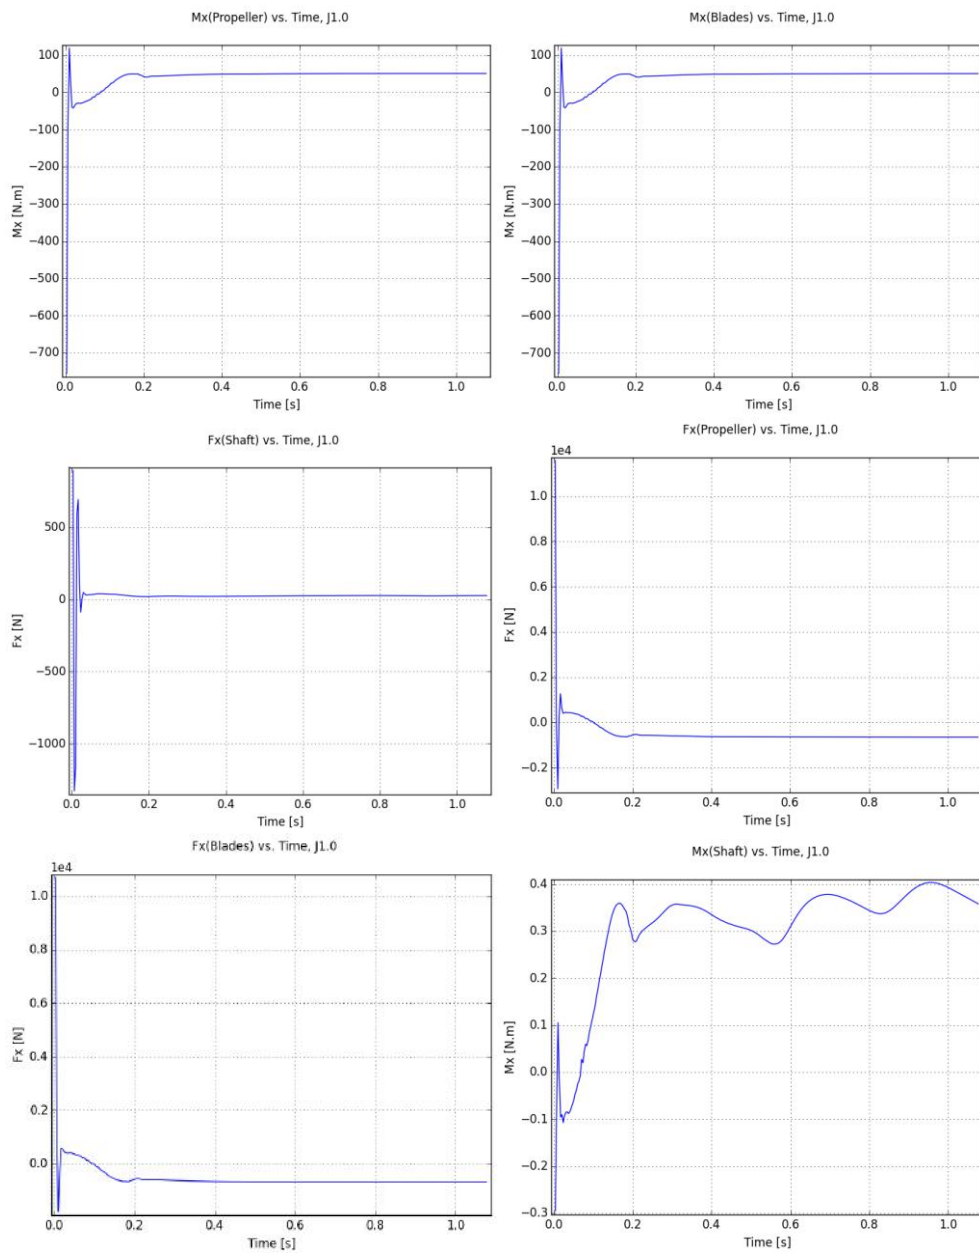 Mx(Propeller) vs. Time, J1.0
100
0
−100
−200
−300
−400
−500
−600
−700
Mx [N.m]
0.0 0.2 0.4 0.6 0.8 1.0
Time [s]
Mx(Blades) vs. Time, J1.0
100
0
−100
−200
−300
−400
−500
−600
−700
Mx [N.m]
0.0 0.2 0.4 0.6 0.8 1.0
Time [s]
Fx(Shaft) vs. Time, J1.0
500
0
−500
−1000
Fx [N]
0.0 0.2 0.4 0.6 0.8 1.0
Time [s]
Fx(Propeller) vs. Time, J1.0
1e4
1.0
0.8
0.6
0.4
0.2
0.0
−0.2
Fx [N]
0.0 0.2 0.4 0.6 0.8 1.0
Time [s]
Fx(Blades) vs. Time, J1.0
1e4
1.0
0.8
0.6
0.4
0.2
0.0
Fx [N]
0.0 0.2 0.4 0.6 0.8 1.0
Time [s]
Mx(Shaft) vs. Time, J1.0
0.4
0.3
0.2
0.1
0.0
−0.1
−0.2
−0.3
Mx [N.m]
0.0 0.2 0.4 0.6 0.8 1.0
Time [s]